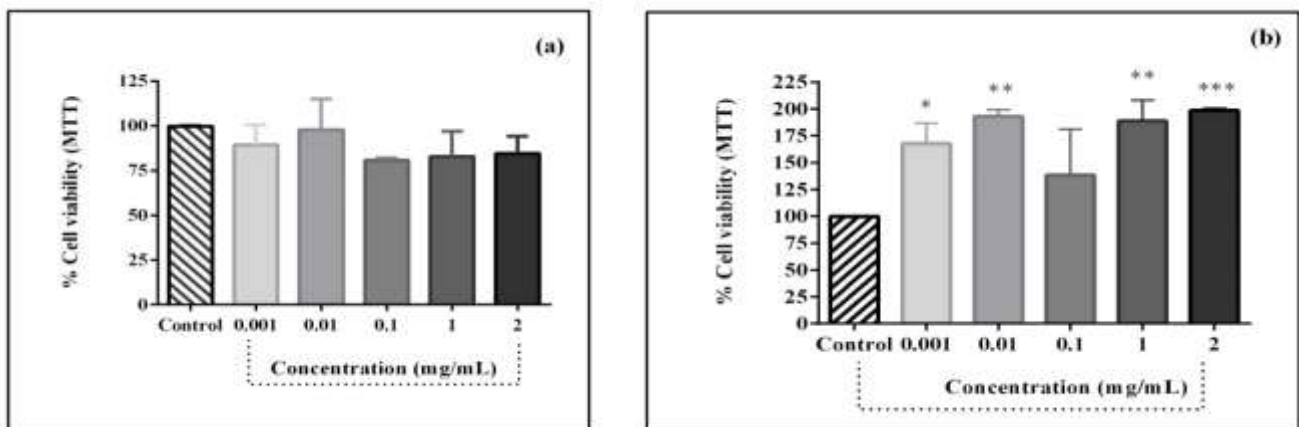 (a)
% Cell viability (MTT)
125
100
75
50
25
0
Control 0.001 0.01 0.1 1 2
Concentration (mg/mL)
(b)
% Cell viability (MTT)
225
200
175
150
125
100
75
50
25
0
* ** ** ***
Control 0.001 0.01 0.1 1 2
Concentration (mg/mL)